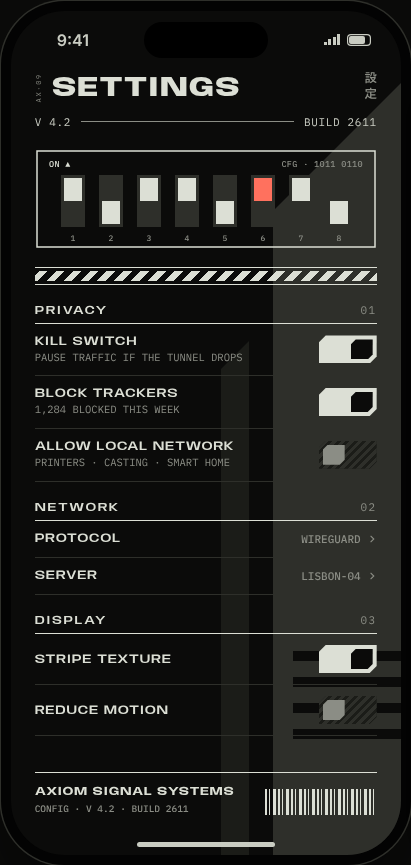 9:41
AX-09
SETTINGS
設定
V 4.2
BUILD 2611
ON ▲
CFG · 1011 0110
1 2 3 4 5 6 7 8
PRIVACY
01
KILL SWITCH
PAUSE TRAFFIC IF THE TUNNEL DROPS
BLOCK TRACKERS
1,284 BLOCKED THIS WEEK
ALLOW LOCAL NETWORK
PRINTERS · CASTING · SMART HOME
NETWORK
02
PROTOCOL
WIREGUARD >
SERVER
LISBON-04 >
DISPLAY
03
STRIPE TEXTURE
REDUCE MOTION
AXIOM SIGNAL SYSTEMS
CONFIG · V 4.2 · BUILD 2611